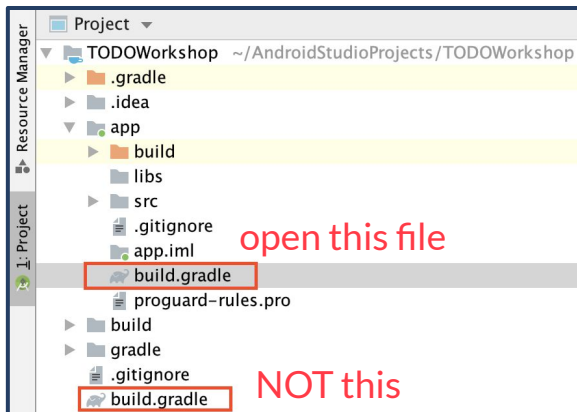 Project
TODOWorkshop ~/AndroidStudioProjects/TODOWorkshop
.gradle
.idea
app
build
libs
src
.gitignore
open this file
app.iml
build.gradle
proguard-rules.pro
build
gradle
.gitignore
NOT this
build.gradle
Resource Manager
1: Project